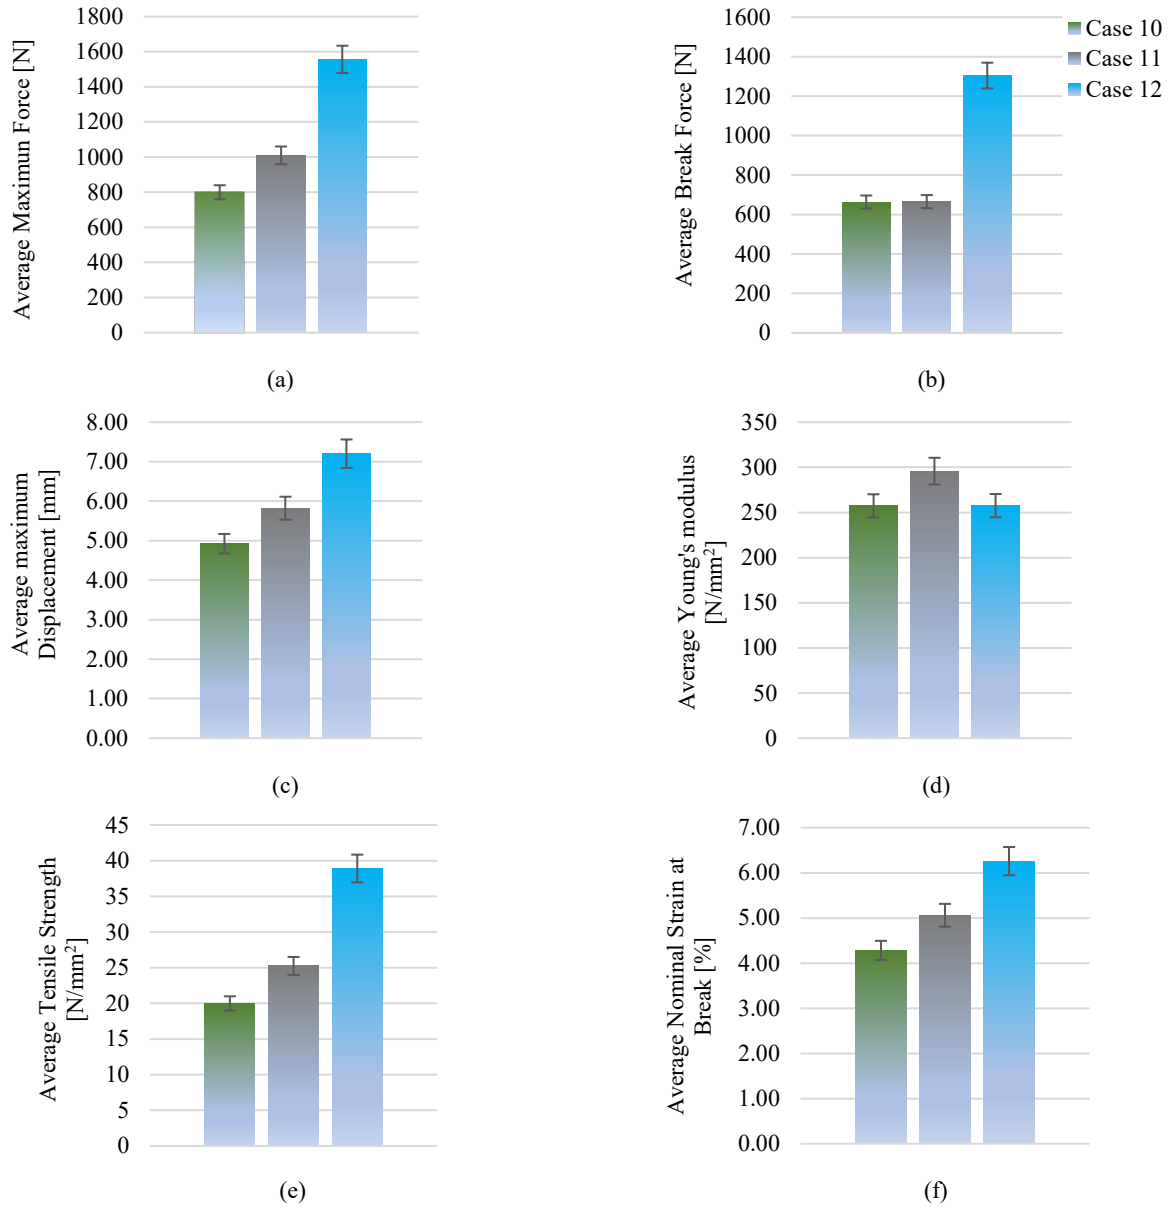 Average Maximun Force [N]
1800
1600
1400
1200
1000
800
600
400
200
0
(a)
Average Break Force [N]
1600
1400
1200
1000
800
600
400
200
0
(b)
Case 10
Case 11
Case 12
Average maximum
Displacement [mm]
8.00
7.00
6.00
5.00
4.00
3.00
2.00
1.00
0.00
(c)
Average Young's modulus
[N/mm²]
350
300
250
200
150
100
50
0
(d)
Average Tensile Strength
[N/mm²]
45
40
35
30
25
20
15
10
5
0
(e)
Average Nominal Strain at
Break [%]
7.00
6.00
5.00
4.00
3.00
2.00
1.00
0.00
(f)